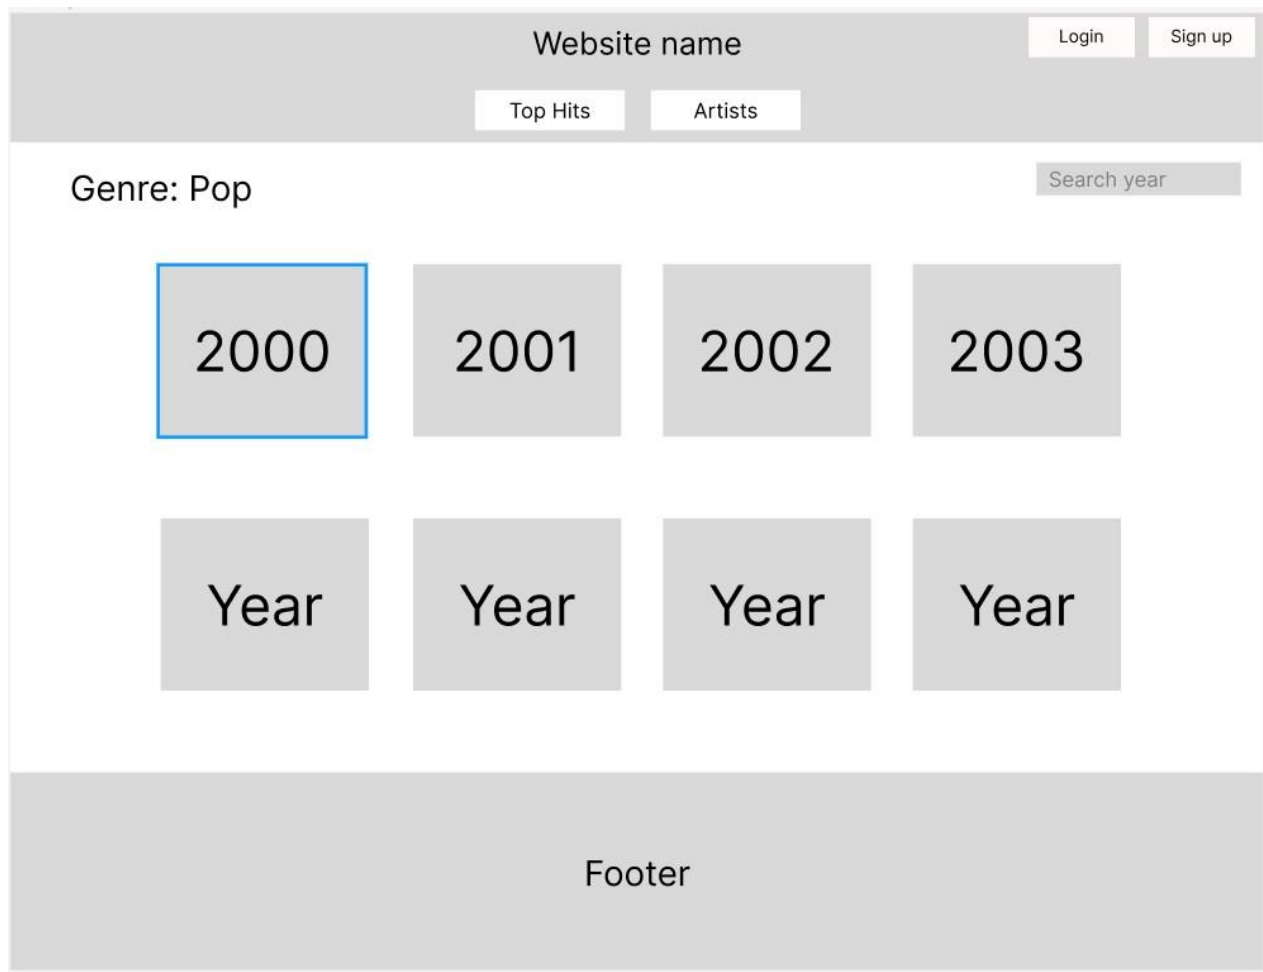 Website name
Login
Sign up
Top Hits
Artists
Genre: Pop
Search year
2000
2001
2002
2003
Year
Year
Year
Year
Footer